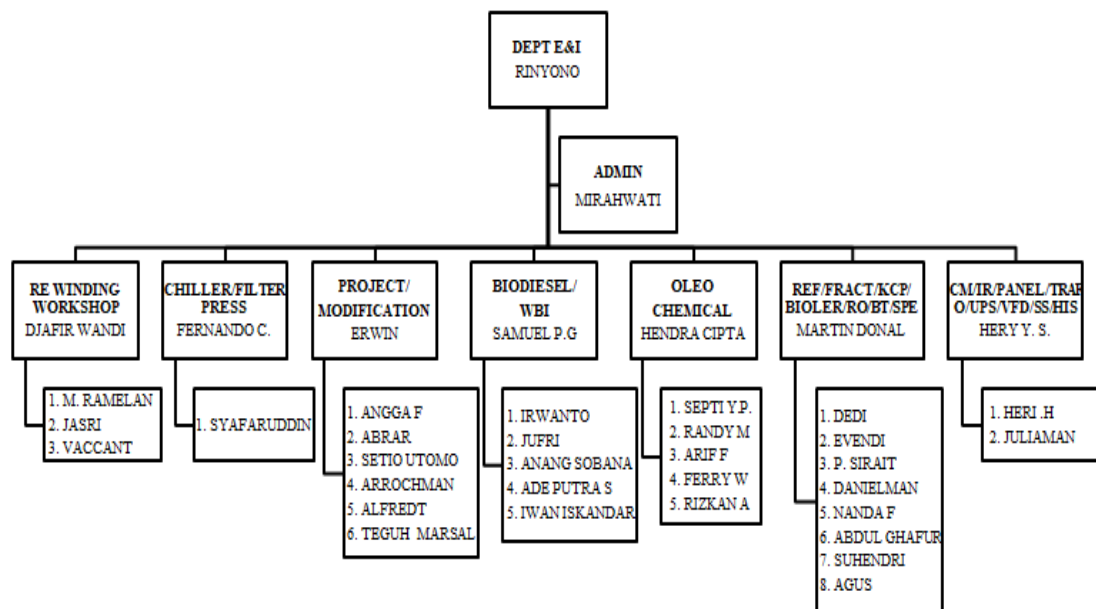 DEPT E&I
RINYONO
ADMIN
MIRAHWATI
RE WINDING
WORKSHOP
DJAFIR WANDI
CHILLER/FILTER
PRESS
FERNANDO C.
PROJECT/
MODIFICATION
ERWIN
BIODIESEL/
WBI
SAMUEL P.G
OLEO
CHEMICAL
HENDRA CIPTA
REF/FRACT/KCP/
BIOLER/RO/BT/SPE
MARTIN DONAL
CM/IR/PANEL/TRAF
O/UPS/VFD/SS/HIS
HERY Y. S.
1. M. RAMELAN
2. JASRI
3. VACCANT
1. SYAFARUDDIN
1. ANGGA F
2. ABRAR
3. SETIO UTOMO
4. ARROCHMAN
5. ALFREDT
6. TEGUH MARSAL
1. IRWANTO
2. JUFRI
3. ANANG SOBANA
4. ADE PUTRA S
5. IWAN ISKANDAR
1. SEPTI Y.P.
2. RANDY M
3. ARIF F
4. FERRY W
5. RIZKAN A
1. DEDI
2. EVENDI
3. P. SIRAIT
4. DANIELMAN
5. NANDA F
6. ABDUL GHAFUR
7. SUHENDRI
8. AGUS
1. HERI .H
2. JULIAMAN